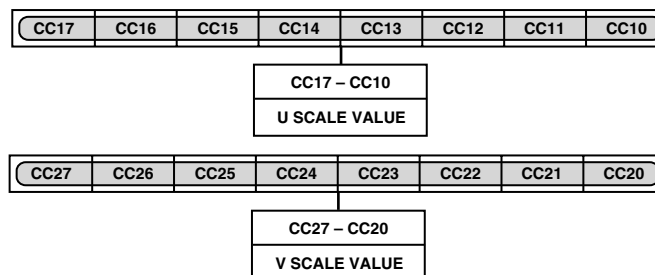 CC17 CC16 CC15 CC14 CC13 CC12 CC11 CC10
CC17 – CC10
U SCALE VALUE
CC27 CC26 CC25 CC24 CC23 CC22 CC21 CC20
CC27 – CC20
V SCALE VALUE